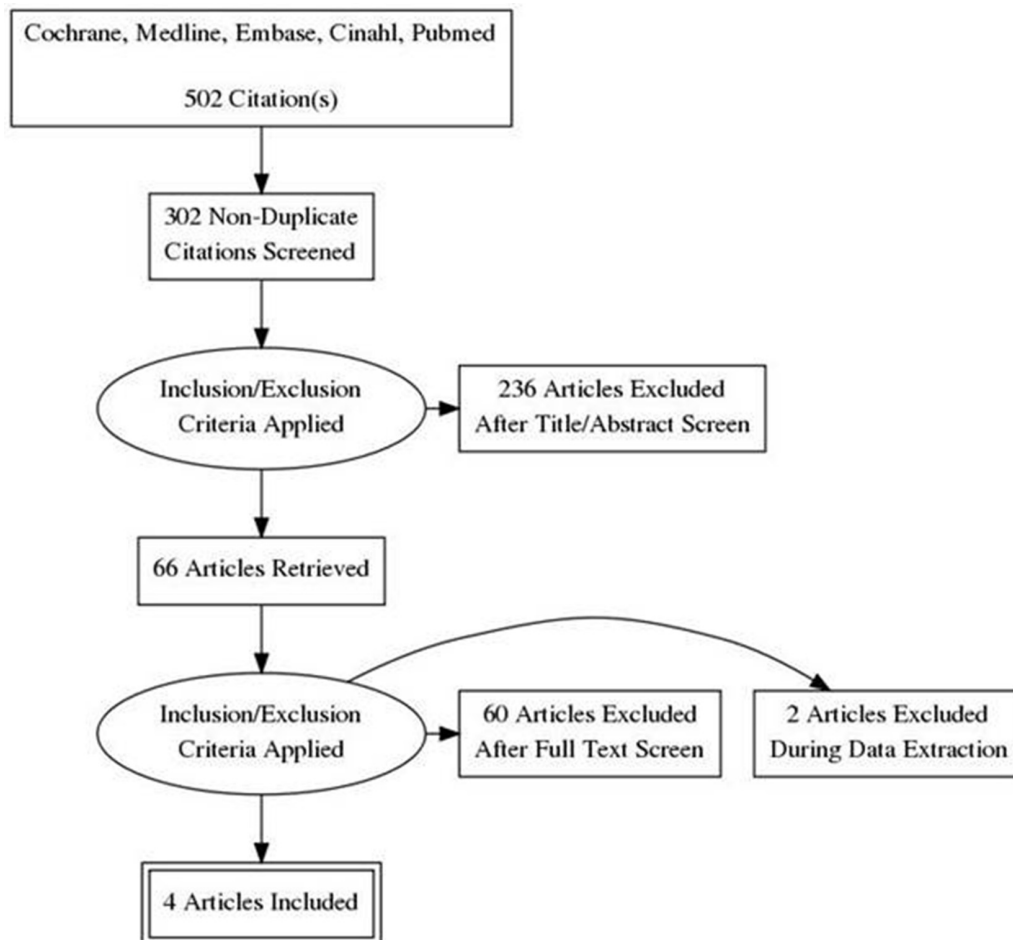 Cochrane, Medline, Embase, Cinahl, Pubmed
502 Citation(s)
302 Non-Duplicate
Citations Screened
Inclusion/Exclusion
Criteria Applied
236 Articles Excluded
After Title/Abstract Screen
66 Articles Retrieved
Inclusion/Exclusion
Criteria Applied
60 Articles Excluded
After Full Text Screen
2 Articles Excluded
During Data Extraction
4 Articles Included